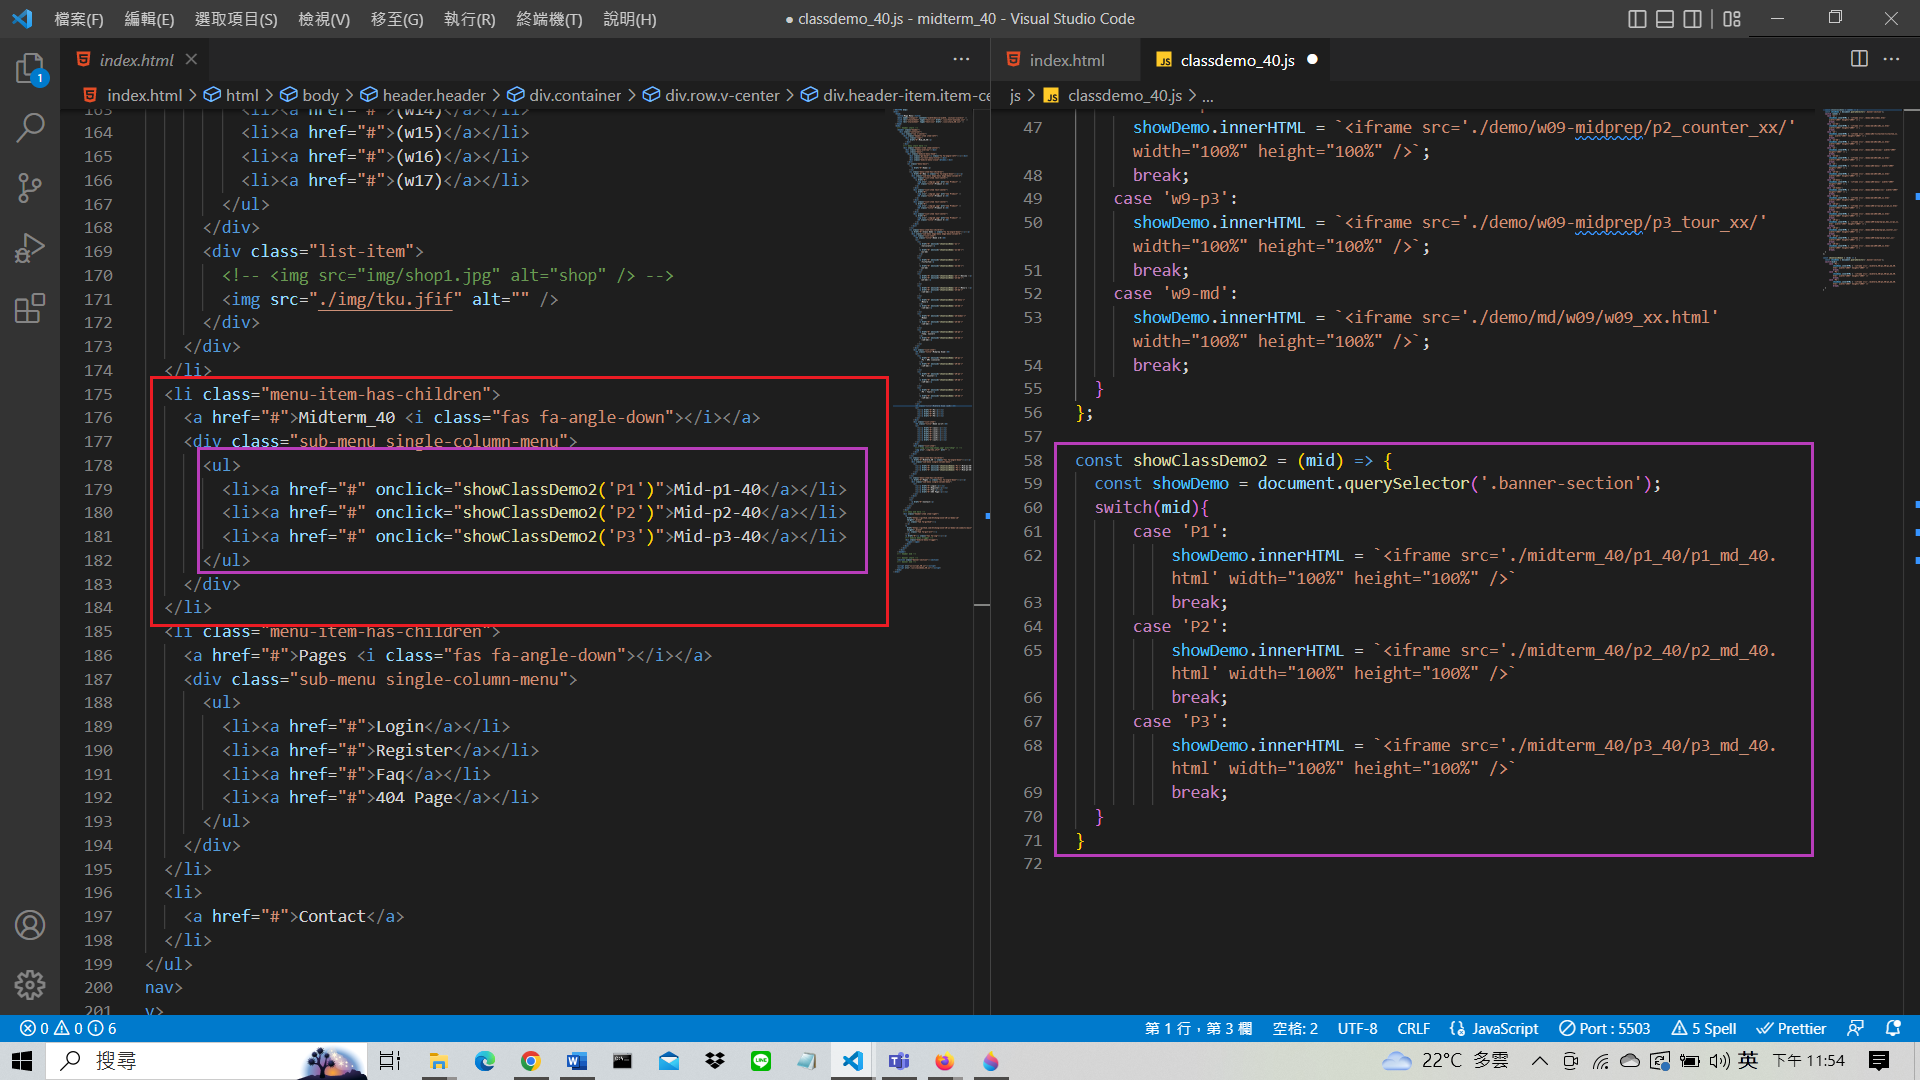 檔案(F) 編輯(E) 選取項目(S) 檢視(V) 移至(G) 執行(R) 終端機(T) 說明(H)
● classdemo_40.js - midterm_40 - Visual Studio Code
index.html
index.html > html > body > header.header > div.container > div.row.v-center > div.header-item.item-ce
163 <li><a href="#">(w14)</a></li>
164 <li><a href="#">(w15)</a></li>
165 <li><a href="#">(w16)</a></li>
166 <li><a href="#">(w17)</a></li>
167 </ul>
168 </div>
169 <div class="list-item">
170 <!-- <img src="img/shop1.jpg" alt="shop" /> -->
171 <img src="./img/tku.jfif" alt="" />
172 </div>
173 </div>
174 </li>
175 <li class="menu-item-has-children">
176 <a href="#">Midterm_40 <i class="fas fa-angle-down"></i></a>
177 <div class="sub-menu single-column-menu">
178 <ul>
179 <li><a href="#" onclick="showClassDemo2('P1')">Mid-p1-40</a></li>
180 <li><a href="#" onclick="showClassDemo2('P2')">Mid-p2-40</a></li>
181 <li><a href="#" onclick="showClassDemo2('P3')">Mid-p3-40</a></li>
182 </ul>
183 </div>
184 </li>
185 <li class="menu-item-has-children">
186 <a href="#">Pages <i class="fas fa-angle-down"></i></a>
187 <div class="sub-menu single-column-menu">
188 <ul>
189 <li><a href="#">Login</a></li>
190 <li><a href="#">Register</a></li>
191 <li><a href="#">Faq</a></li>
192 <li><a href="#">404 Page</a></li>
193 </ul>
194 </div>
195 </li>
196 <li>
197 <a href="#">Contact</a>
198 </li>
199 </ul>
200 nav>
201 v>
index.html classdemo_40.js
js > classdemo_40.js > ...
47 showDemo.innerHTML = `<iframe src='./demo/w09-midprep/p2_counter_xx/'
width="100%" height="100%" />`;
48 break;
49 case 'w9-p3':
50 showDemo.innerHTML = `<iframe src='./demo/w09-midprep/p3_tour_xx/'
width="100%" height="100%" />`;
51 break;
52 case 'w9-md':
53 showDemo.innerHTML = `<iframe src='./demo/md/w09/w09_xx.html'
width="100%" height="100%" />`;
54 break;
55 }
56 };
57
58 const showClassDemo2 = (mid) => {
59 const showDemo = document.querySelector('.banner-section');
60 switch(mid){
61 case 'P1':
62 showDemo.innerHTML = `<iframe src='./midterm_40/p1_40/p1_md_40.
html' width="100%" height="100%" />`
63 break;
64 case 'P2':
65 showDemo.innerHTML = `<iframe src='./midterm_40/p2_40/p2_md_40.
html' width="100%" height="100%" />`
66 break;
67 case 'P3':
68 showDemo.innerHTML = `<iframe src='./midterm_40/p3_40/p3_md_40.
html' width="100%" height="100%" />`
69 break;
70 }
71 }
72
1
0 0 6
第 1 行，第 3 欄 空格: 2 UTF-8 CRLF JavaScript Port : 5503 5 Spell Prettier
搜尋
22°C 多雲 英 下午 11:54